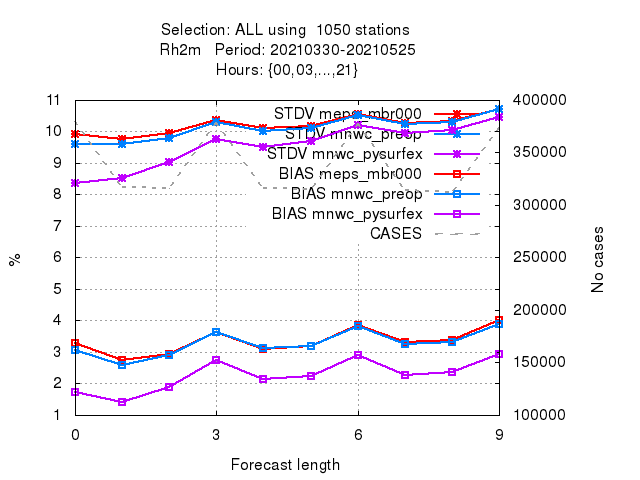 Selection: ALL using  1050 stations
Rh2m   Period: 20210330-20210525
Hours: {00,03,...,21}
11
10
9
8
7
6
5
4
3
2
1
%
STDV meps_mbr000
STDV mnwc_preop
STDV mnwc_pysurfex
BIAS meps_mbr000
BIAS mnwc_preop
BIAS mnwc_pysurfex
CASES
400000
350000
300000
250000
200000
150000
100000
No cases
0
3
6
9
Forecast length